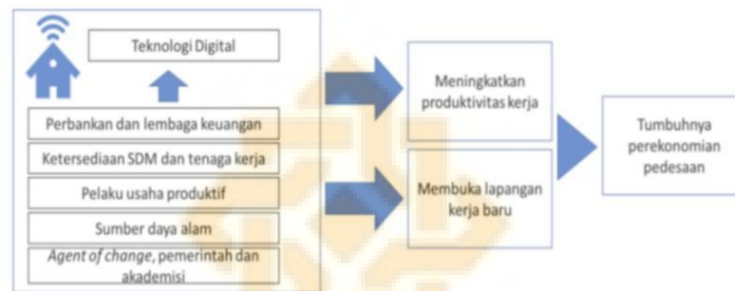 Teknologi Digital
Perbankan dan lembaga keuangan
Ketersediaan SDM dan tenaga kerja
Pelaku usaha produktif
Sumber daya alam
Agent of change, pemerintah dan
akademisi
Meningkatkan
produktivitas kerja
Membuka lapangan
kerja baru
Tumbuhnya
perekonomian
pedesaan